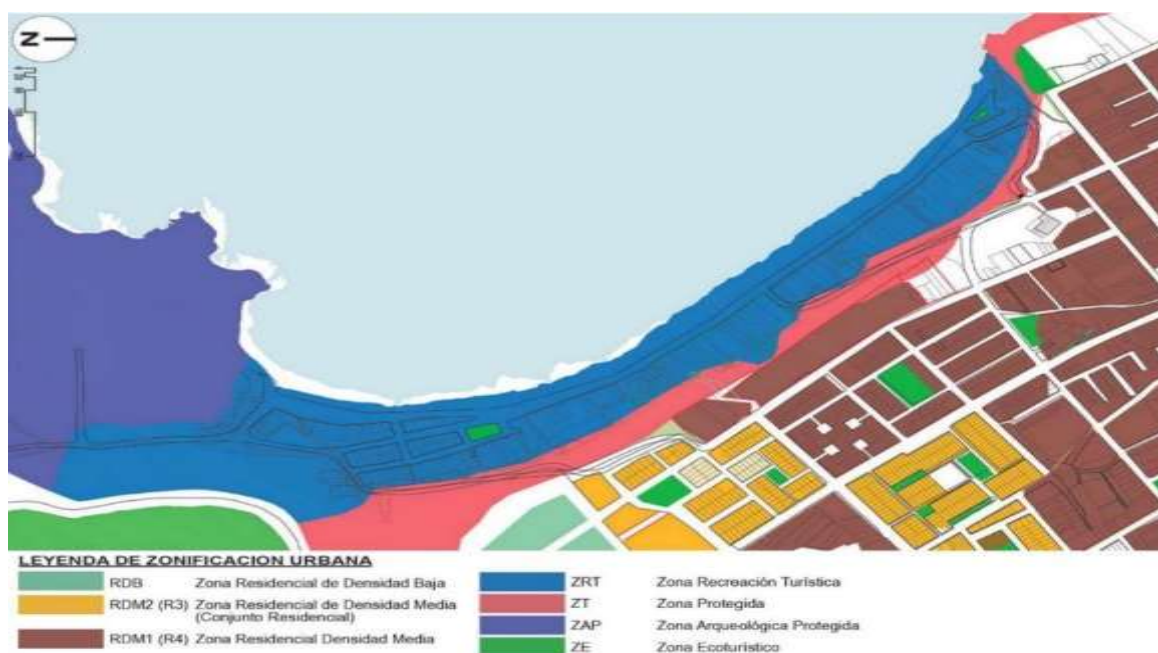 N
LEYENDA DE ZONIFICACION URBANA
RDB Zona Residencial de Densidad Baja
RDM2 (R3) Zona Residencial de Densidad Media
(Conjunto Residencial)
RDM1 (R4) Zona Residencial Densidad Media
ZRT Zona Recreación Turística
ZT Zona Protegida
ZAP Zona Arqueológica Protegida
ZE Zona Ecoturístico